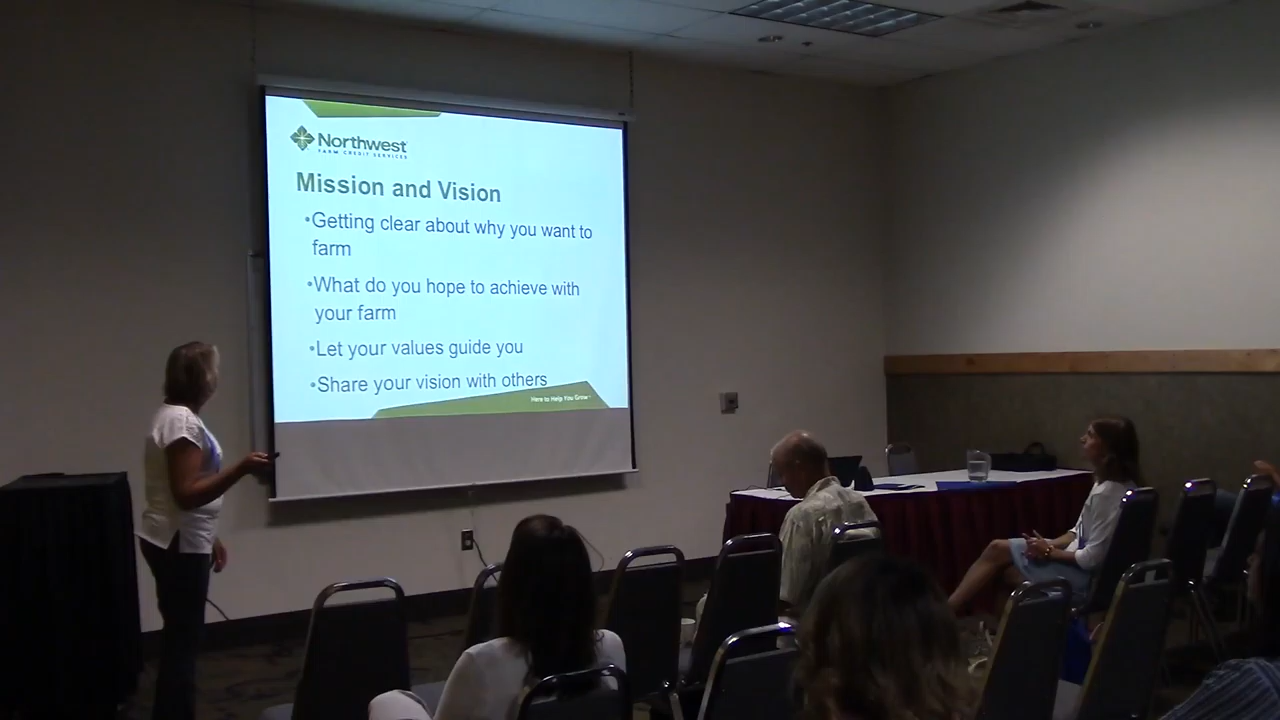 Northwest
FARM CREDIT SERVICES
Mission and Vision
•Getting clear about why you want to
farm
•What do you hope to achieve with
your farm
•Let your values guide you
•Share your vision with others
Here to Help You Grow™